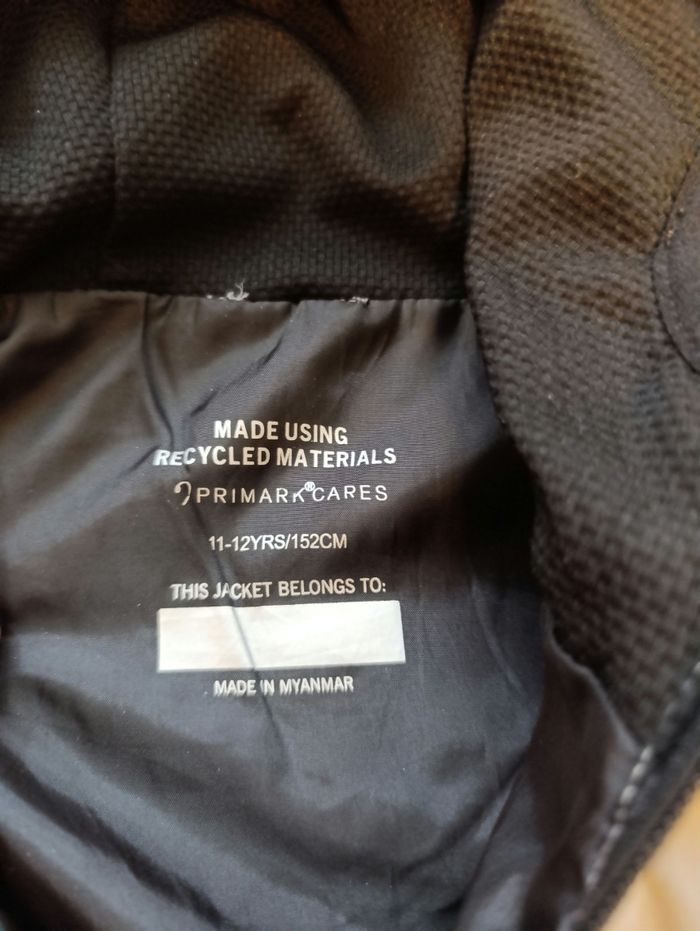 MADE USING
RECYCLED MATERIALS
PRIMARK® CARES
11-12YRS/152CM
THIS JACKET BELONGS TO:
MADE IN MYANMAR